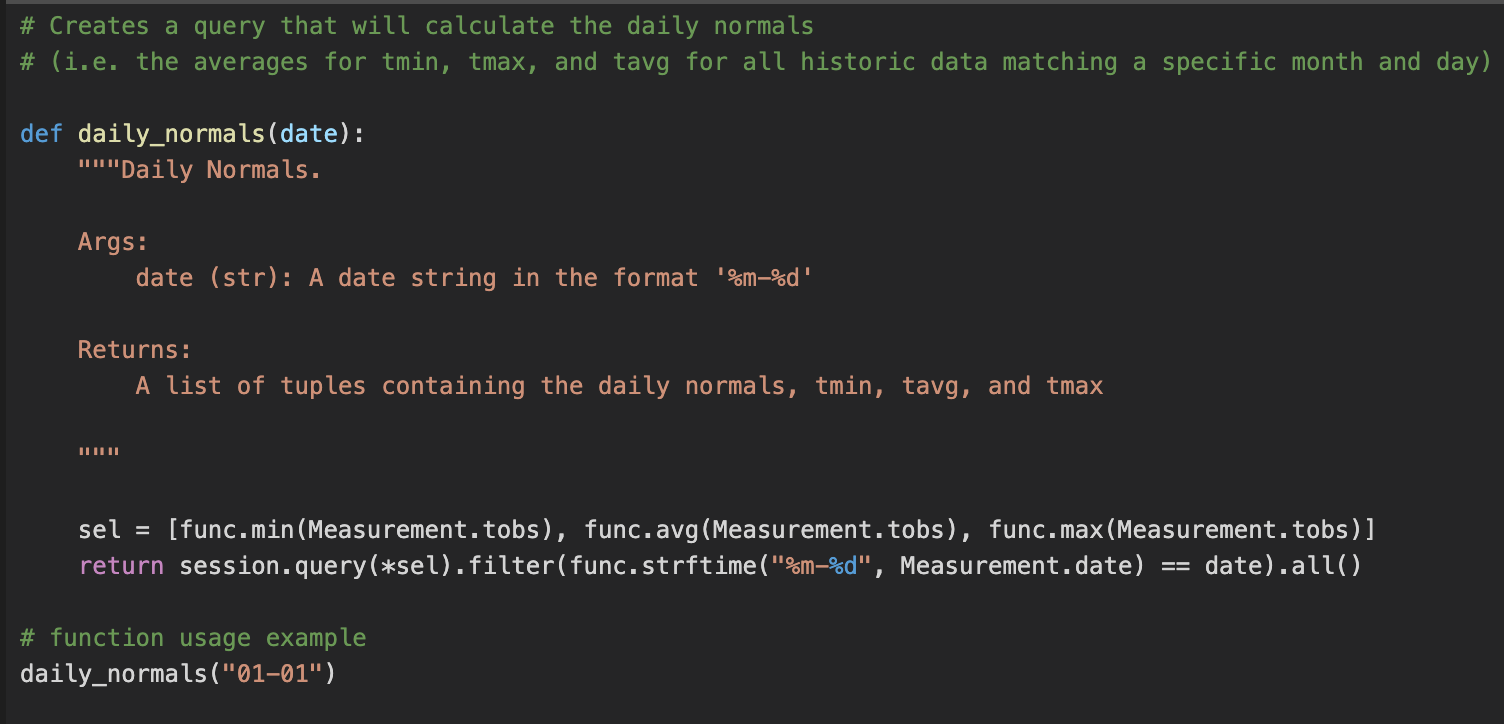 # Creates a query that will calculate the daily normals
# (i.e. the averages for tmin, tmax, and tavg for all historic data matching a specific month and day)
def daily_normals(date):
"""Daily Normals.
Args:
date (str): A date string in the format '%m-%d'
Returns:
A list of tuples containing the daily normals, tmin, tavg, and tmax
"""
sel = [func.min(Measurement.tobs), func.avg(Measurement.tobs), func.max(Measurement.tobs)]
return session.query(*sel).filter(func.strftime("%m-%d", Measurement.date) == date).all()
# function usage example
daily_normals("01-01")